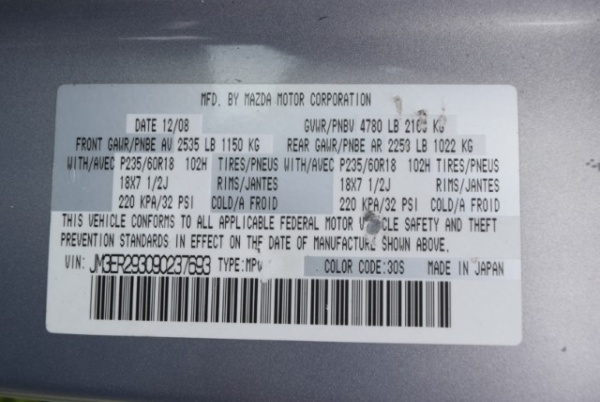 MFD. BY MAZDA MOTOR CORPORATION
DATE 12/08 GVWR/PNBV 4780 LB KG
FRONT GAWR/PNBE AV 2535 LB 1150 KG REAR GAWR/PNBE AR 2253 LB 1022 KG
WITH/AVEC P235/60R18 102H TIRES/PNEUS WITH/AVEC P235/60R18 102H TIRES/PNEUS
18X7 1/2J RIMS/JANTES 18X7 1/2J RIMS/JANTES
220 KPA/32 PSI COLD/A FROID 220 KPA/32 PSI COLD/A FROID
THIS VEHICLE CONFORMS TO ALL APPLICABLE FEDERAL MOTOR VEHICLE SAFETY AND THEFT
PREVENTION STANDARDS IN EFFECT ON THE DATE OF MANUFACTURE SHOWN ABOVE.
VIN: JM3ER293090237693 TYPE:MPV COLOR CODE:30S MADE IN JAPAN